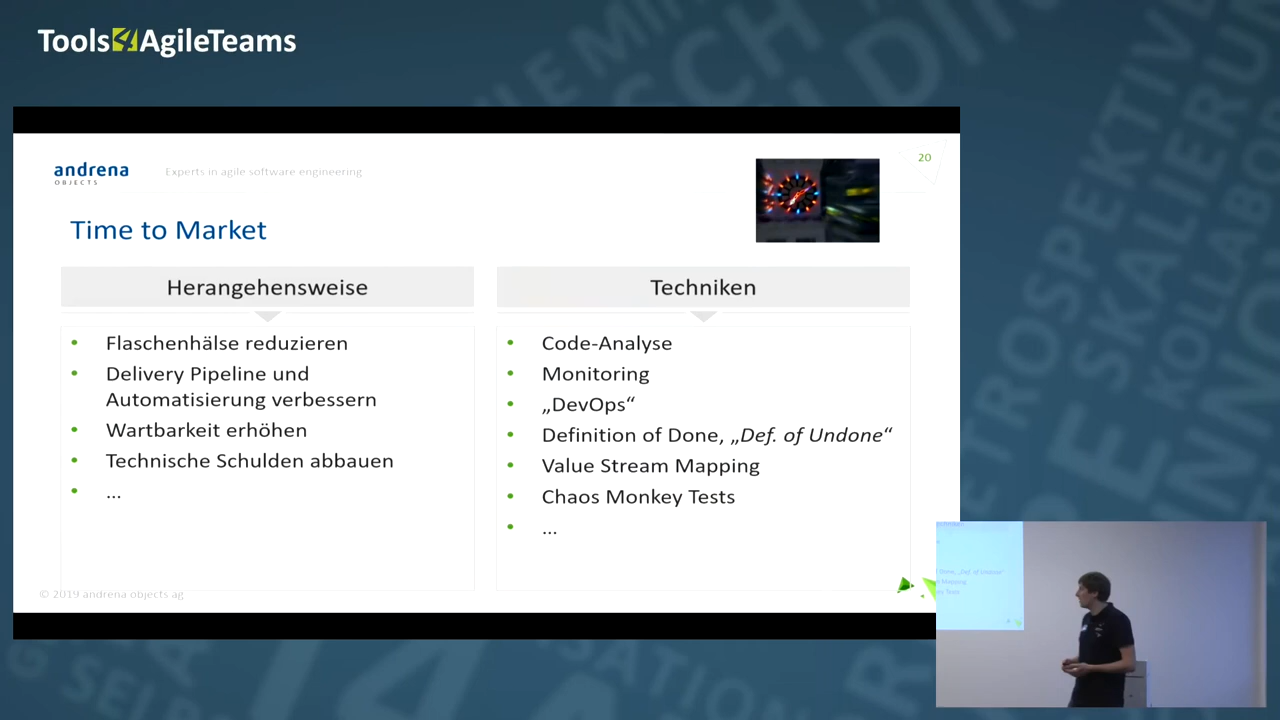 Tools4AgileTeams
andrena
OBJECTS
Experts in agile software engineering
20
Time to Market
Herangehensweise
• Flaschenhälse reduzieren
• Delivery Pipeline und
Automatisierung verbessern
• Wartbarkeit erhöhen
• Technische Schulden abbauen
• ...
Techniken
• Code-Analyse
• Monitoring
• „DevOps“
• Definition of Done, „Def. of Undone“
• Value Stream Mapping
• Chaos Monkey Tests
• ...
© 2019 andrena objects ag